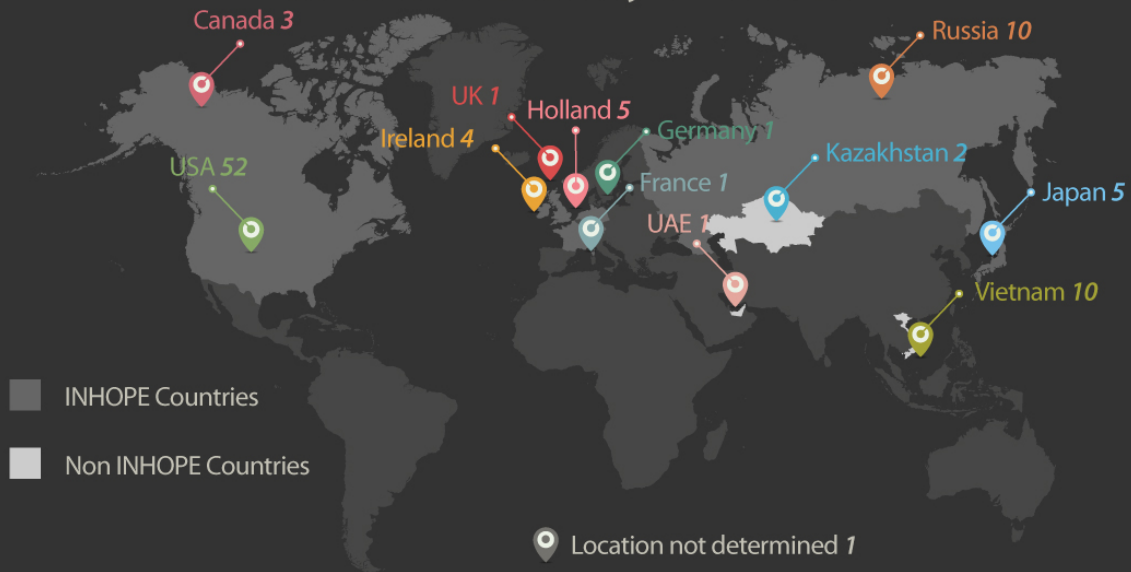 Canada 3
Russia 10
UK 1
Holland 5
Germany 1
Ireland 4
Kazakhstan 2
USA 52
France 1
Japan 5
UAE 1
Vietnam 10
INHOPE Countries
Non INHOPE Countries
Location not determined 1